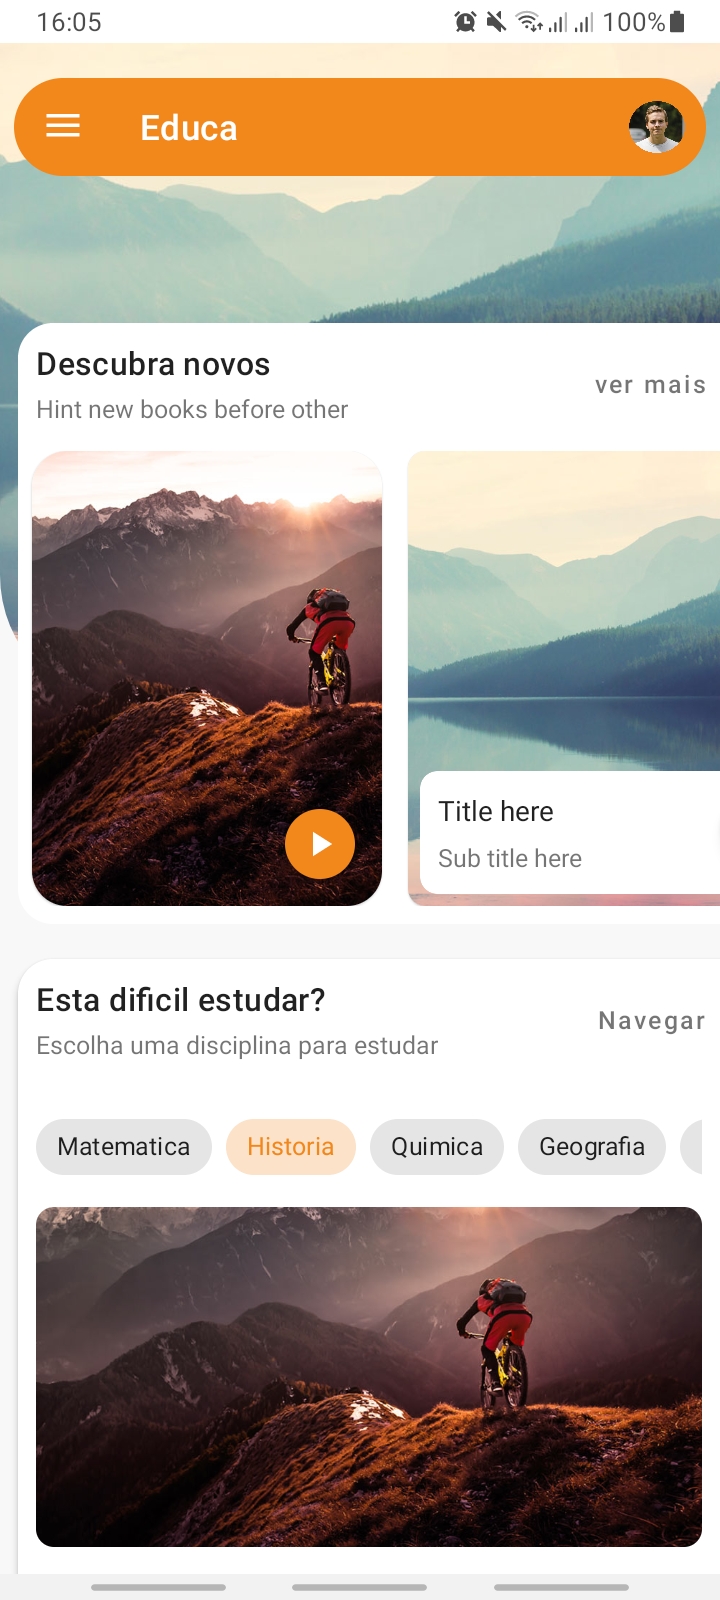 16:05
100%
Educa
Descubra novos
ver mais
Hint new books before other
Title here
Sub title here
Esta dificil estudar?
Navegar
Escolha uma disciplina para estudar
Matematica Historia Quimica Geografia